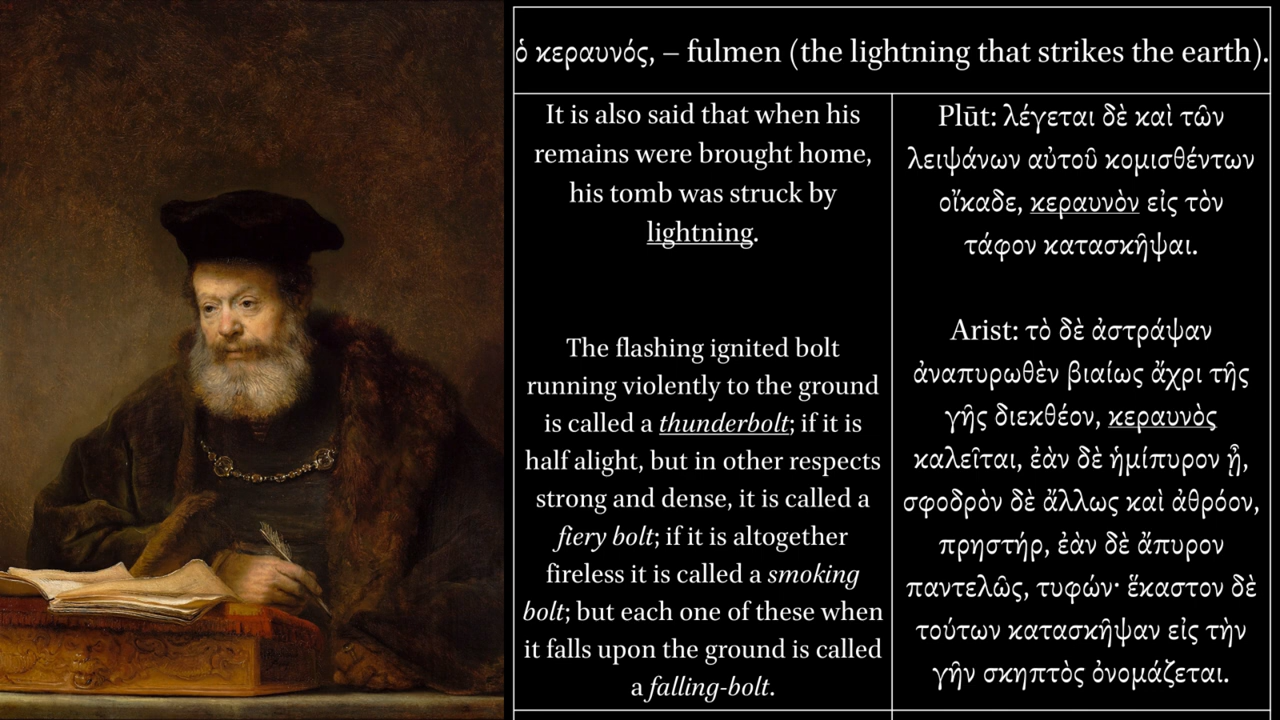 ὁ κεραυνός, – fulmen (the lightning that strikes the earth).
It is also said that when his
remains were brought home,
his tomb was struck by
lightning.
The flashing ignited bolt
running violently to the ground
is called a thunderbolt; if it is
half alight, but in other respects
strong and dense, it is called a
fiery bolt; if it is altogether
fireless it is called a smoking
bolt; but each one of these when
it falls upon the ground is called
a falling-bolt.
Plūt: λέγεται δὲ καὶ τῶν
λειψάνων αὐτοῦ κομισθέντων
οἴκαδε, κεραυνὸν εἰς τὸν
τάφον κατασκῆψαι.
Arist: τὸ δὲ ἀστράψαν
ἀναπυρωθὲν βιαίως ἄχρι τῆς
γῆς διεκθέον, κεραυνὸς
καλεῖται, ἐὰν δὲ ἡμίπυρον ᾖ,
σφοδρὸν δὲ ἄλλως καὶ ἀθρόον,
πρηστήρ, ἐὰν δὲ ἄπυρον
παντελῶς, τυφών· ἕκαστον δὲ
τούτων κατασκῆψαν εἰς τὴν
γῆν σκηπτὸς ὀνομάζεται.